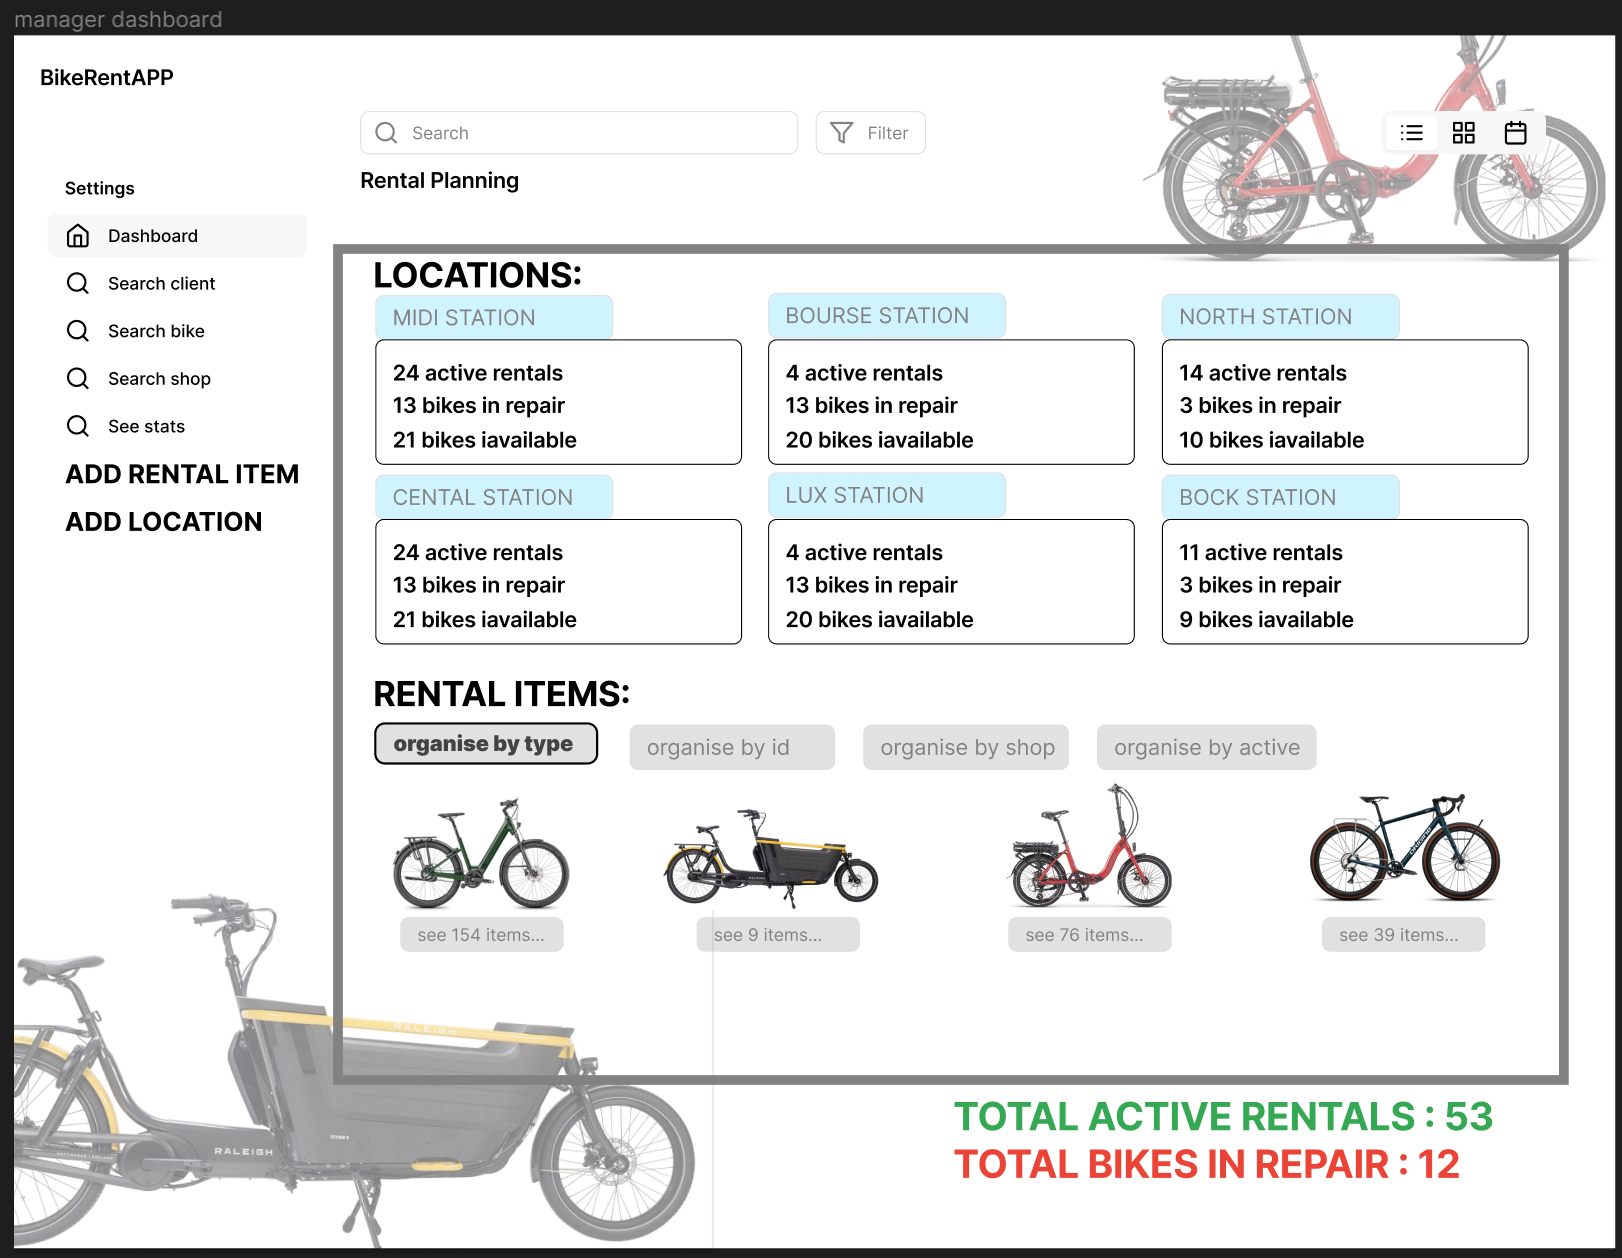 manager dashboard
BikeRentAPP
Search
Filter
Rental Planning
Settings
Dashboard
Search client
Search bike
Search shop
See stats
ADD RENTAL ITEM
ADD LOCATION
LOCATIONS:
MIDI STATION
24 active rentals
13 bikes in repair
21 bikes iavailable
BOURSE STATION
4 active rentals
13 bikes in repair
20 bikes iavailable
NORTH STATION
14 active rentals
3 bikes in repair
10 bikes iavailable
CENTAL STATION
24 active rentals
13 bikes in repair
21 bikes iavailable
LUX STATION
4 active rentals
13 bikes in repair
20 bikes iavailable
BOCK STATION
11 active rentals
3 bikes in repair
9 bikes iavailable
RENTAL ITEMS:
organise by type
organise by id
organise by shop
organise by active
see 154 items...
see 9 items...
see 76 items...
see 39 items...
RALEIGH
RALEIGH
TOTAL ACTIVE RENTALS : 53
TOTAL BIKES IN REPAIR : 12